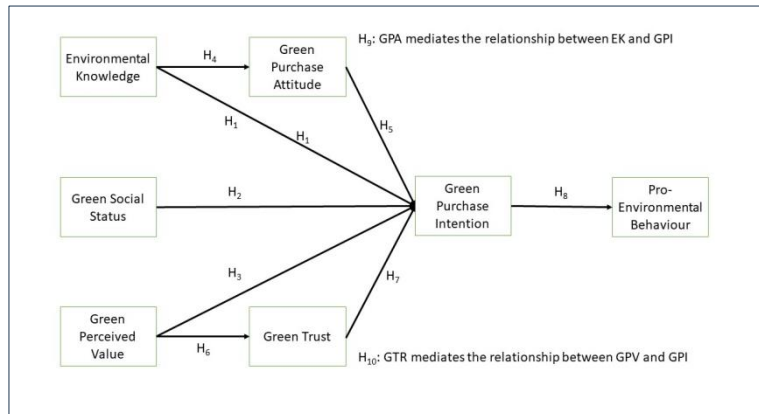 H₉: GPA mediates the relationship between EK and GPI
Environmental
Knowledge
H₄
Green
Purchase
Attitude
H₁
H₁
H₅
Green Social
Status
H₂
Green
Purchase
Intention
H₈
Pro-
Environmental
Behaviour
H₃
H₇
Green
Perceived
Value
H₆
Green Trust
H₁₀: GTR mediates the relationship between GPV and GPI